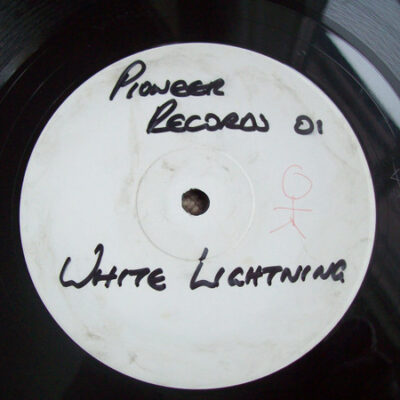 Pioneer
Records 01
White Lightning